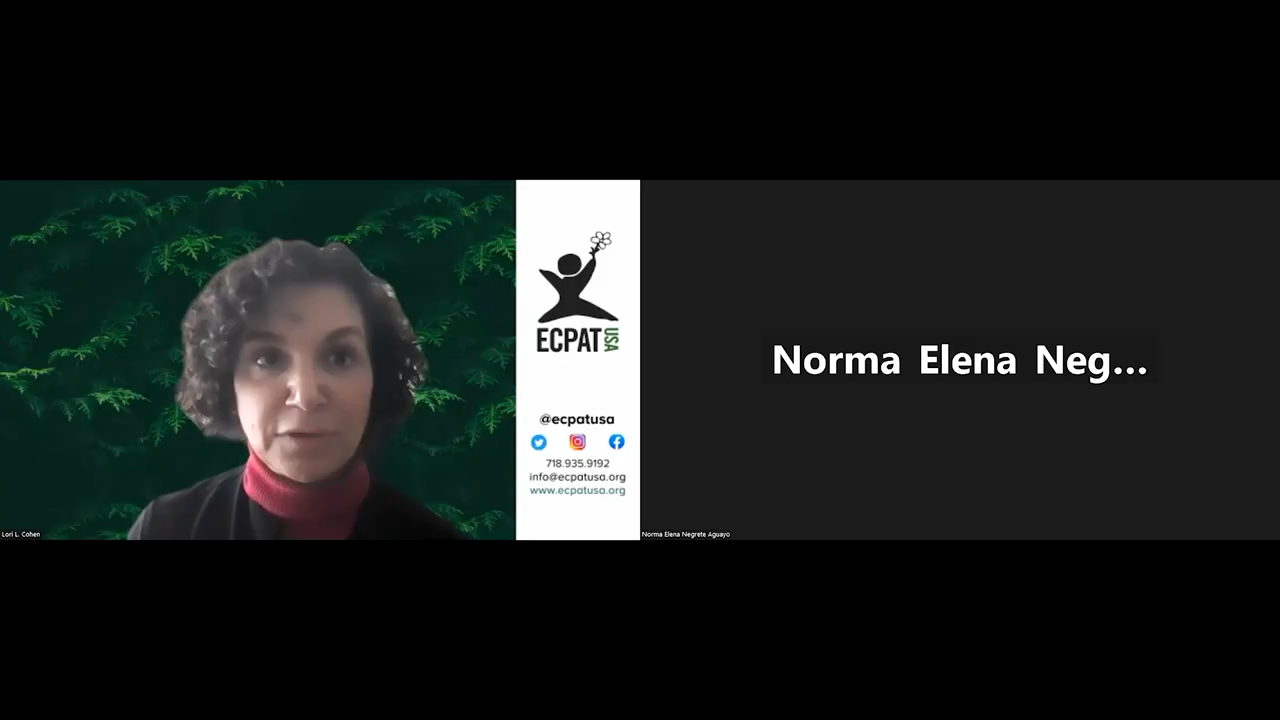 ECPAT USA
@ecpatusa
718.935.9192
info@ecpatusa.org
www.ecpatusa.org
Lori L. Cohen
Norma Elena Neg...
Norma Elena Negrete Aguayo